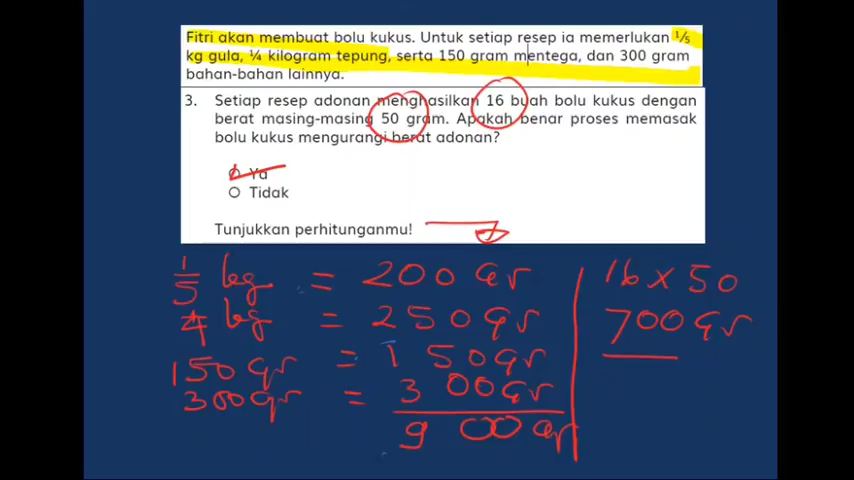 Fitri akan membuat bolu kukus. Untuk setiap resep ia memerlukan ⅕
kg gula, ¼ kilogram tepung, serta 150 gram mentega, dan 300 gram
bahan-bahan lainnya.
3. Setiap resep adonan menghasilkan 16 buah bolu kukus dengan
berat masing-masing 50 gram. Apakah benar proses memasak
bolu kukus mengurangi berat adonan?
Ya
Tidak
Tunjukkan perhitunganmu!
1/5 kg = 200 gr
4 kg = 250 gr
150 gr = 150 gr
300 gr = 300 gr
900 gr
16 x 50
700 gr